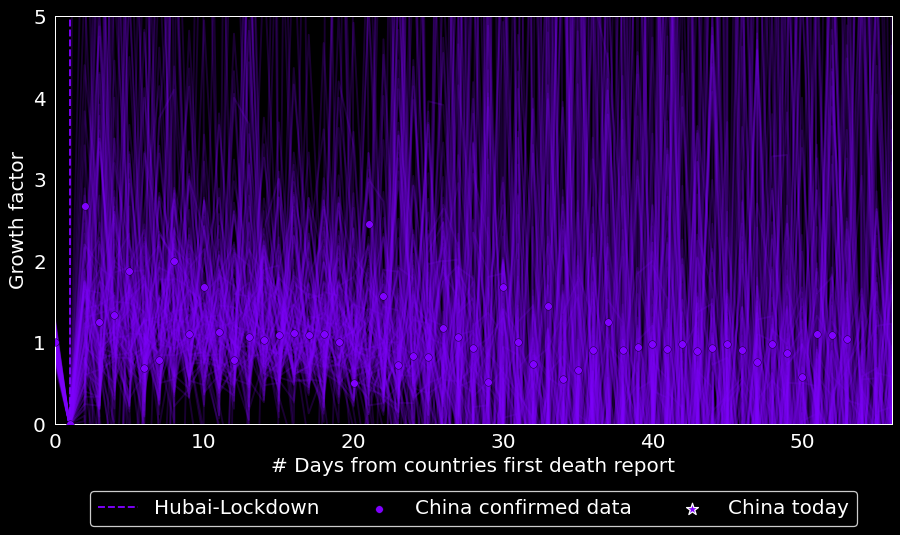 5
4
3
2
1
0
Growth factor
0 10 20 30 40 50
# Days from countries first death report
Hubai-Lockdown China confirmed data China today